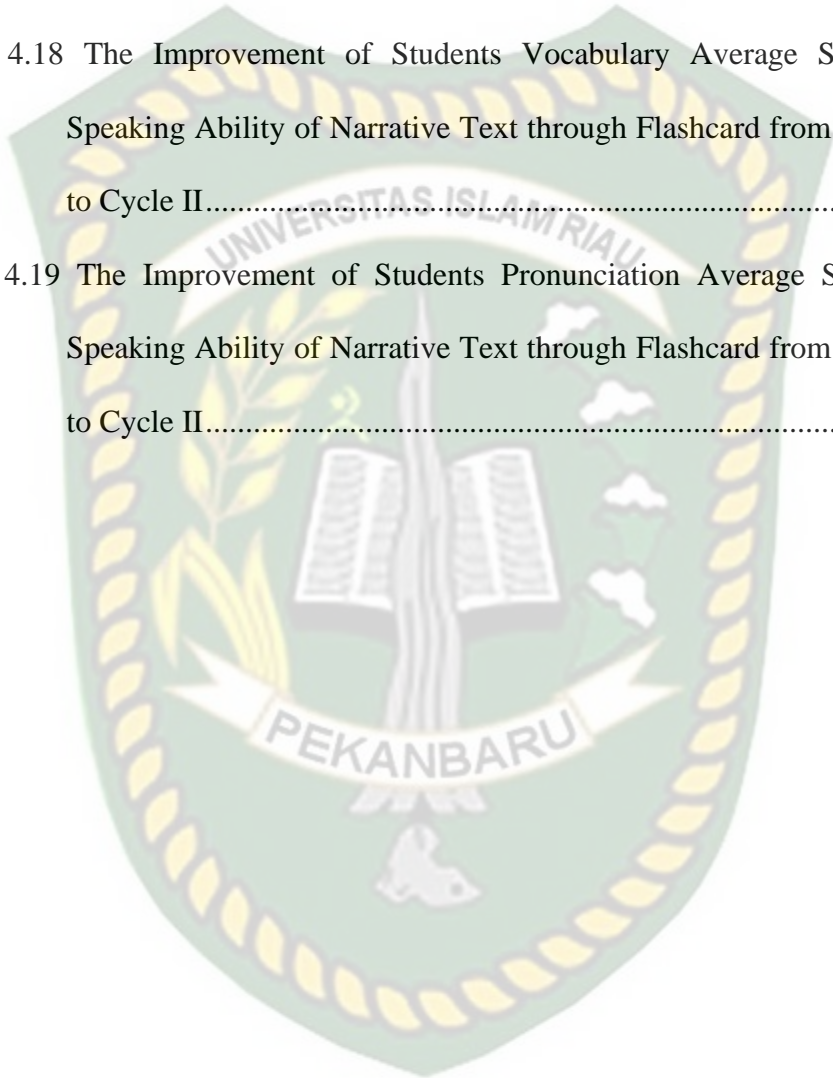 4.18 The Improvement of Students Vocabulary Average S
Speaking Ability of Narrative Text through Flashcard from
to Cycle II................................................................................
4.19 The Improvement of Students Pronunciation Average S
Speaking Ability of Narrative Text through Flashcard from
to Cycle II................................................................................
UNIVERSITAS ISLAM RIAU
PEKANBARU